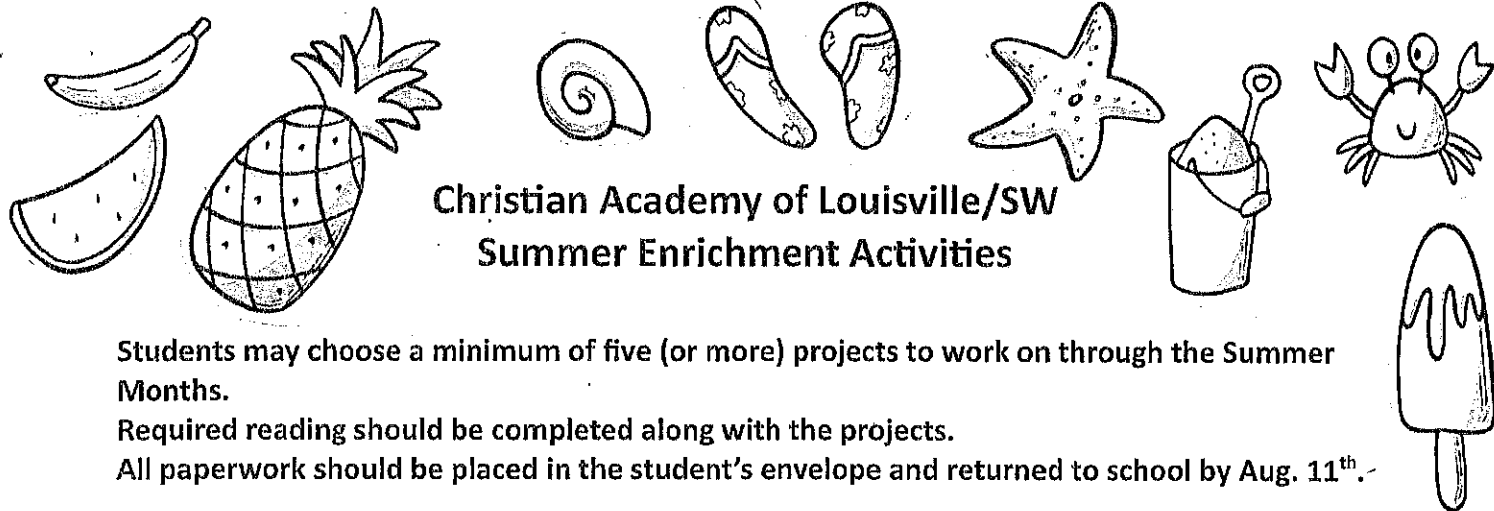 Christian Academy of Louisville/SW
Summer Enrichment Activities
Students may choose a minimum of five (or more) projects to work on through the Summer
Months.
Required reading should be completed along with the projects.
All paperwork should be placed in the student's envelope and returned to school by Aug. 11th.